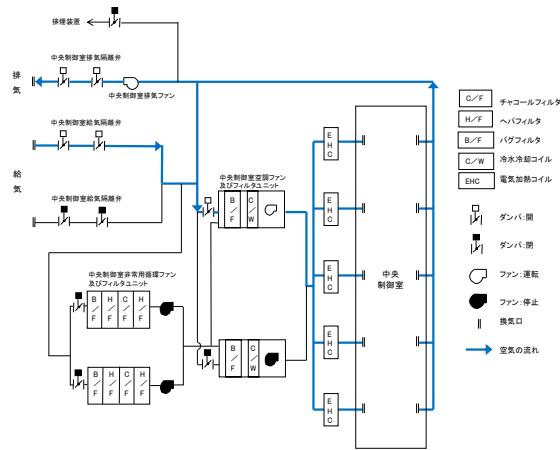 排煙装置
中央制御室排気隔離弁
排
気
中央制御室排気ファン
中央制御室給気隔離弁
給
気
中央制御室給気隔離弁
中央制御室空調ファン
及びフィルタユニット
B/F
C/W
中央制御室非常用循環ファン
及びフィルタユニット
B/F
H/F
C/F
H/F
B/F
H/F
C/F
H/F
B/F
C/W
EHC
EHC
EHC
EHC
EHC
中央
制御室
C/F チャコールフィルタ
H/F ヘパフィルタ
B/F バグフィルタ
C/W 冷水冷却コイル
EHC 電気加熱コイル
ダンパ：開
ダンパ：閉
ファン：運転
ファン：停止
換気口
空気の流れ